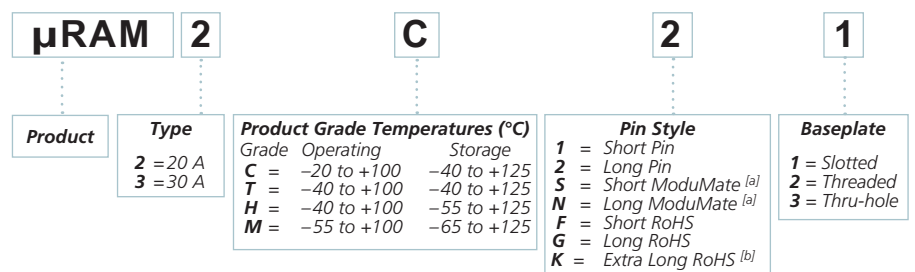 µRAM 2 C 2 1
Product
Type
2 = 20 A
3 = 30 A
Product Grade Temperatures (°C)
Grade Operating Storage
C = –20 to +100 –40 to +125
T = –40 to +100 –40 to +125
H = –40 to +100 –55 to +125
M = –55 to +100 –65 to +125
Pin Style
1 = Short Pin
2 = Long Pin
S = Short ModuMate [a]
N = Long ModuMate [a]
F = Short RoHS
G = Long RoHS
K = Extra Long RoHS [b]
Baseplate
1 = Slotted
2 = Threaded
3 = Thru-hole